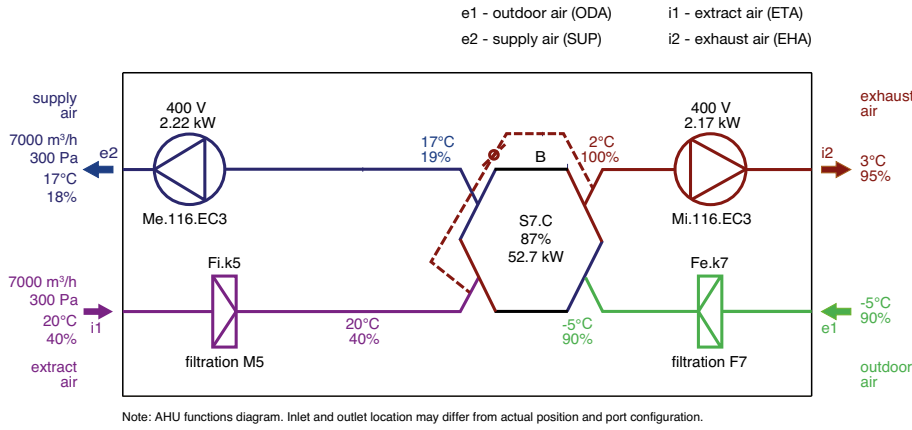 e1 - outdoor air (ODA)
i1 - extract air (ETA)
e2 - supply air (SUP)
i2 - exhaust air (EHA)
supply
air
7000 m³/h
300 Pa
17°C
18%
e2
400 V
2.22 kW
Me.116.EC3
17°C
19%
B
2°C
100%
400 V
2.17 kW
Mi.116.EC3
exhaust
air
i2
3°C
95%
S7.C
87%
52.7 kW
7000 m³/h
300 Pa
20°C
40%
i1
extract
air
Fi.k5
filtration M5
20°C
40%
-5°C
90%
Fe.k7
filtration F7
-5°C
90%
e1
outdoor
air
Note: AHU functions diagram. Inlet and outlet location may differ from actual position and port configuration.